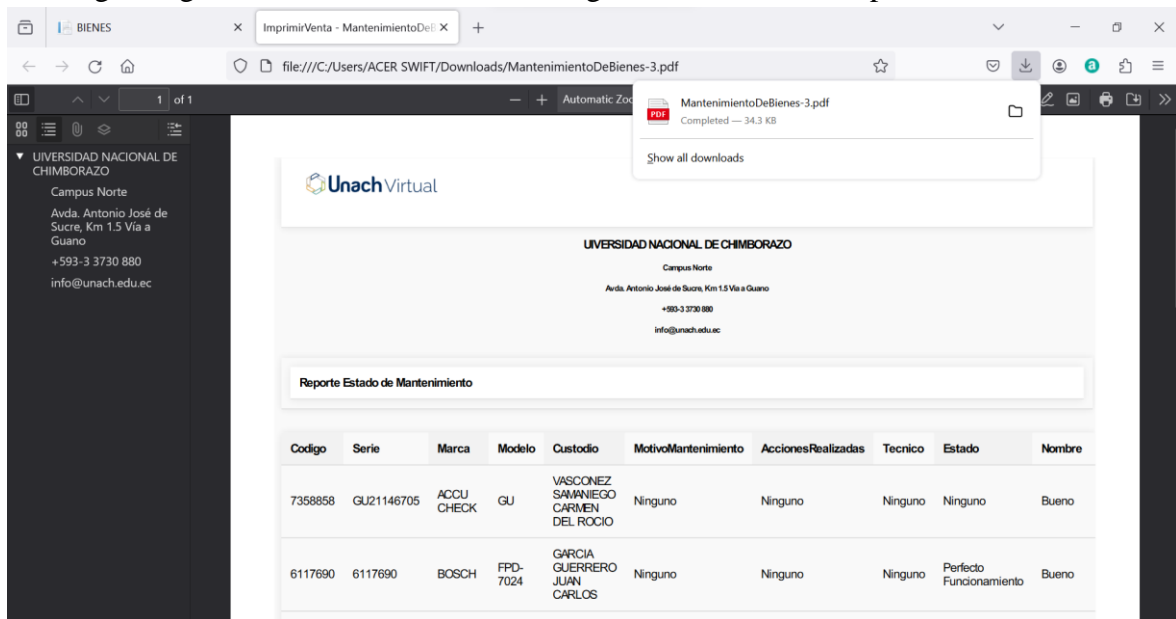 BIENES
ImprimirVenta - MantenimientoDeB
file:///C:/Users/ACER SWIFT/Downloads/MantenimientoDeBienes-3.pdf
1 of 1
Automatic Zoo
MantenimientoDeBienes-3.pdf
Completed — 34.3 KB
Show all downloads
UIVERSIDAD NACIONAL DE
CHIMBORAZO
Campus Norte
Avda. Antonio José de
Sucre, Km 1.5 Vía a
Guano
+593-3 3730 880
info@unach.edu.ec
Unach Virtual
UIVERSIDAD NACIONAL DE CHIMBORAZO
Campus Norte
Avda. Antonio José de Sucre, Km 1.5 Vía a Guano
+593-3 3730 880
info@unach.edu.ec
Reporte Estado de Mantenimiento
Codigo Serie Marca Modelo Custodio MotivoMantenimiento AccionesRealizadas Tecnico Estado Nombre
7358858 GU21146705 ACCU CHECK GU VASCONEZ SAMANIEGO CARMEN DEL ROCIO Ninguno Ninguno Ninguno Ninguno Bueno
6117690 6117690 BOSCH FPD-7024 GARCIA GUERRERO JUAN CARLOS Ninguno Ninguno Ninguno Perfecto Funcionamiento Bueno